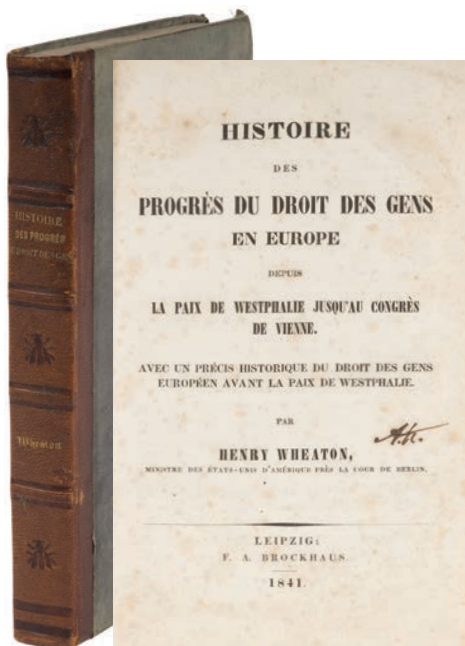 HISTOIRE
DES PROGRÈS
DU DROIT DES GENS
Wheaton
HISTOIRE
DES
PROGRÈS DU DROIT DES GENS
EN EUROPE
DEPUIS
LA PAIX DE WESTPHALIE JUSQU'AU CONGRÈS
DE VIENNE.
AVEC UN PRÉCIS HISTORIQUE DU DROIT DES GENS
EUROPÉEN AVANT LA PAIX DE WESTPHALIE.
PAR
HENRY WHEATON,
MINISTRE DES ÉTATS-UNIS D'AMÉRIQUE PRÈS LA COUR DE BERLIN.
LEIPZIG:
F. A. BROCKHAUS.
1841.